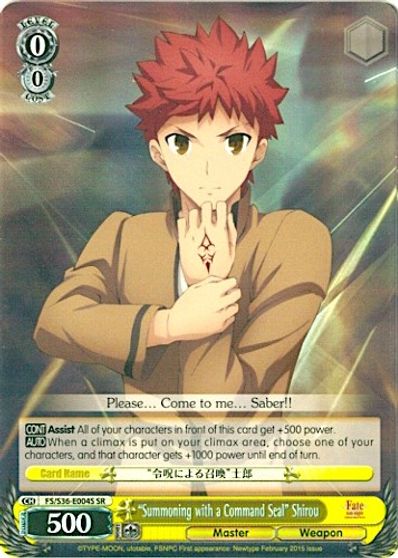 LEVEL
0
0
COST
Please... Come to me... Saber!!
CONT Assist All of your characters in front of this card get +500 power.
AUTO When a climax is put on your climax area, choose one of your
characters, and that character gets +1000 power until end of turn.
Card Name "令呪による召喚"士郎
CH FS/S36-E004S SR
500
"Summoning with a Command Seal" Shirou
Master Weapon
Fate
©TYPE-MOON, ufotable, FSNPC First appearance: Newtype February 2015 Issue